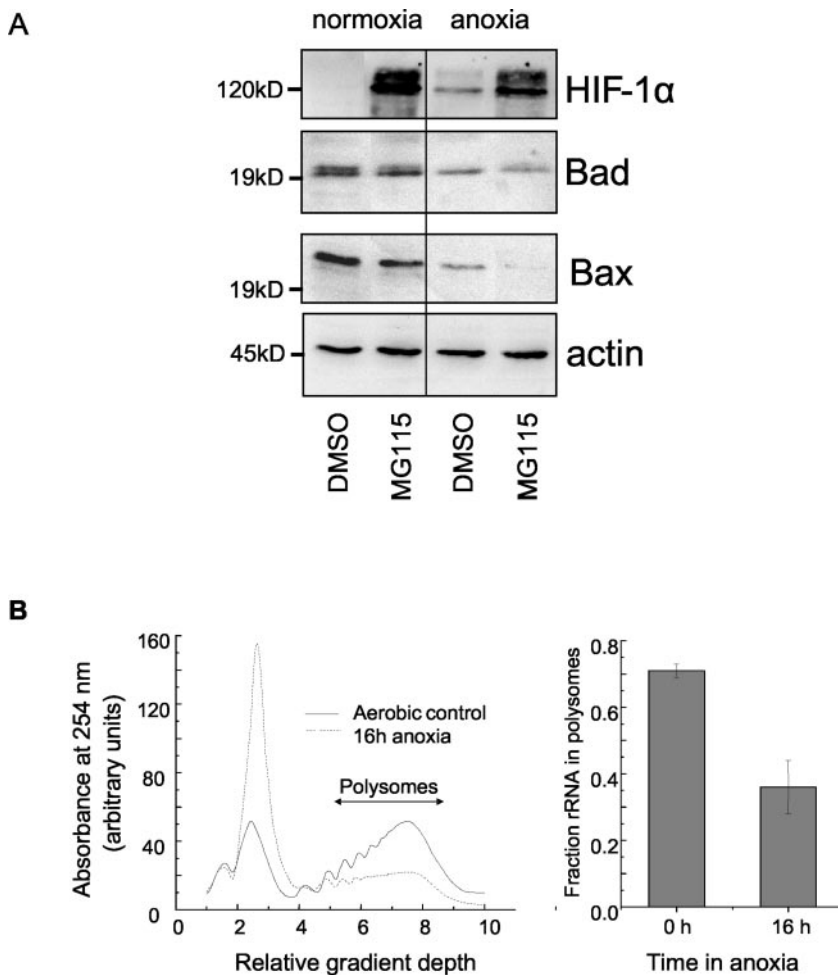 A
normoxia anoxia
120kD HIF-1α
19kD Bad
Bax
19kD
45kD actin
DMSO
MG115
DMSO
MG115
B
Absorbance at 254 nm
(arbitrary units)
160
120
80
40
0
0 2 4 6 8 10
Relative gradient depth
Aerobic control
16h anoxia
Polysomes
Fraction rRNA in polysomes
0.8
0.6
0.4
0.2
0.0
0 h 16 h
Time in anoxia